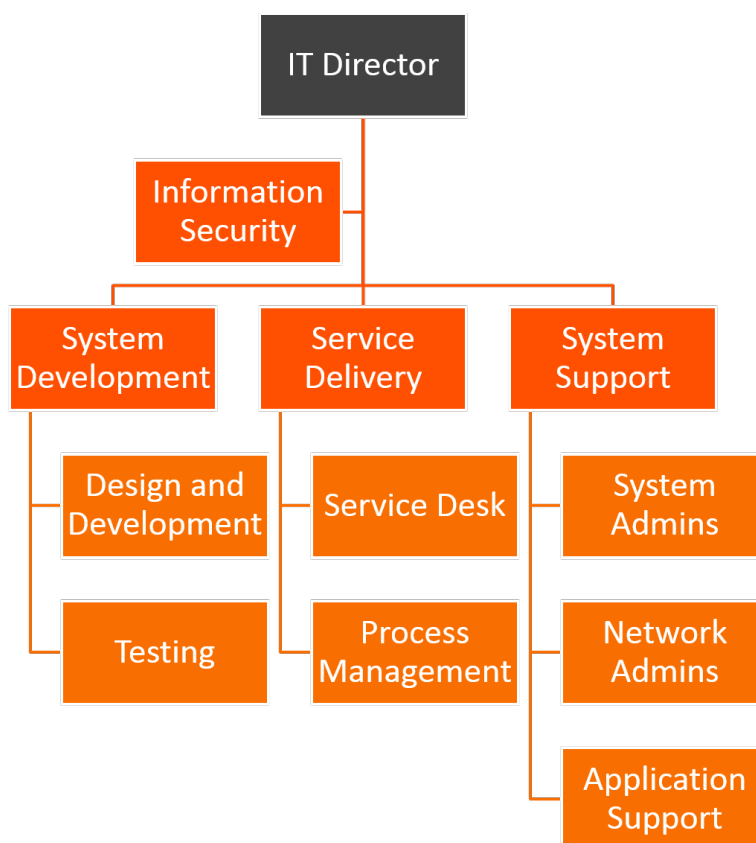 IT Director
Information
Security
System
Development
Service
Delivery
System
Support
Design and
Development
Service Desk
System
Admins
Testing
Process
Management
Network
Admins
Application
Support